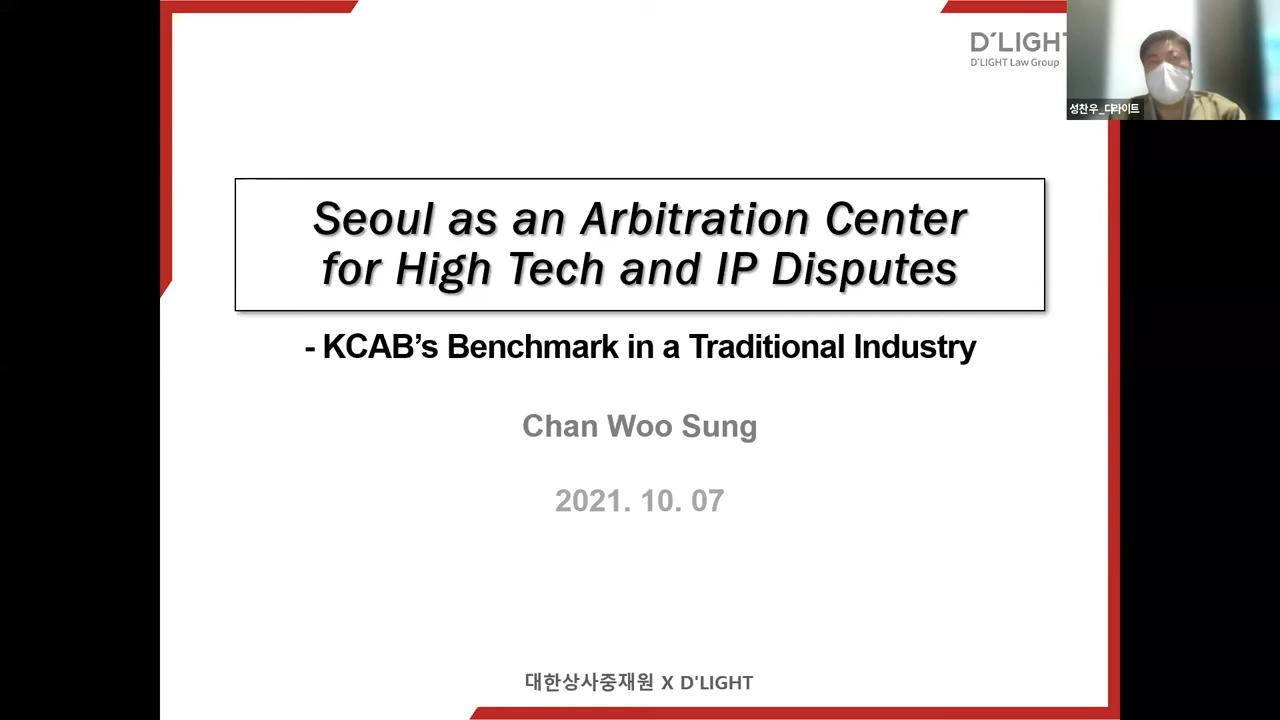 D'LIGHT
D'LIGHT Law Group
성찬우_디라이트
Seoul as an Arbitration Center
for High Tech and IP Disputes
- KCAB’s Benchmark in a Traditional Industry
Chan Woo Sung
2021. 10. 07
대한상사중재원 X D'LIGHT